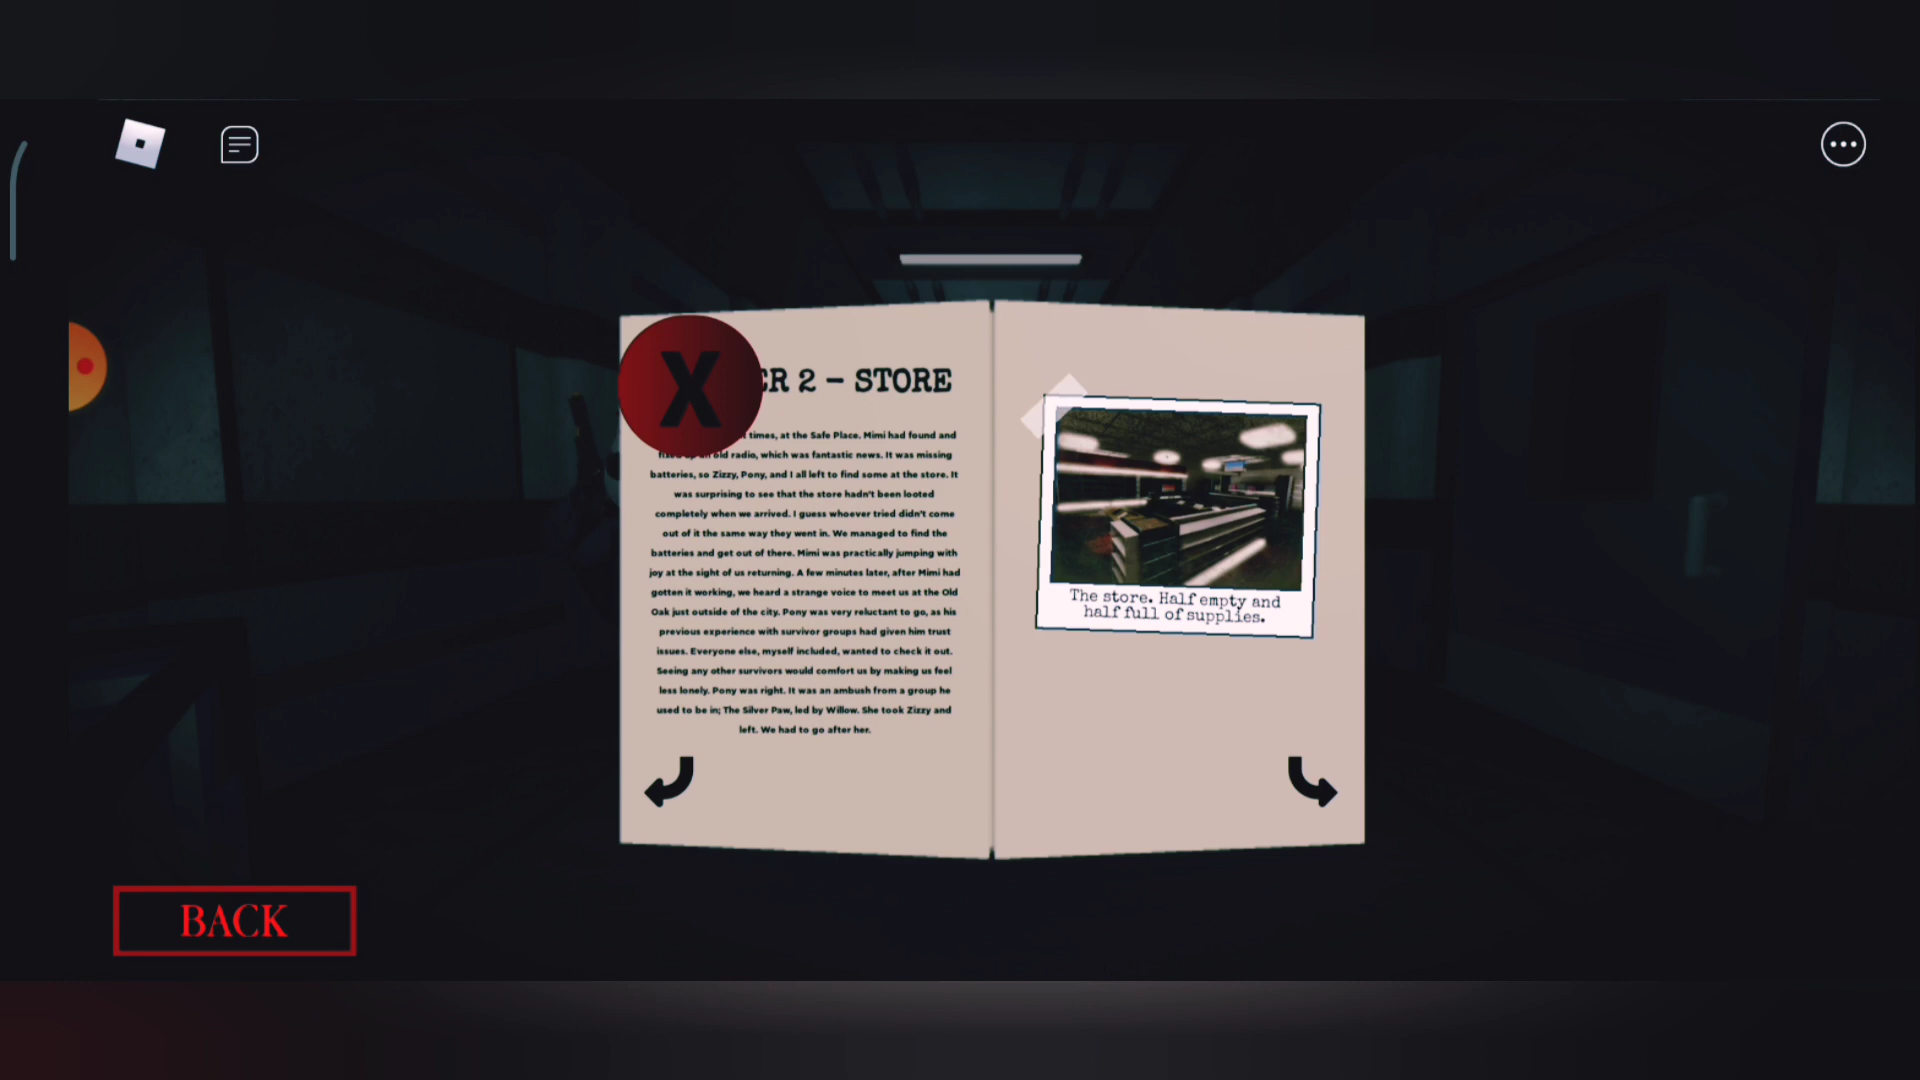 X
2 – STORE
times, at the Safe Place. Mimi had found and
old radio, which was fantastic news. It was missing
batteries, so Zizzy, Pony, and I all left to find some at the store. It
was surprising to see that the store hadn't been looted
completely when we arrived. I guess whoever tried didn't come
out of it the same way they went in. We managed to find the
batteries and get out of there. Mimi was practically jumping with
joy at the sight of us returning. A few minutes later, after Mimi had
gotten it working, we heard a strange voice to meet us at the Old
Oak just outside of the city. Pony was very reluctant to go, as his
previous experience with survivor groups had given him trust
issues. Everyone else, myself included, wanted to check it out.
Seeing any other survivors would comfort us by making us feel
less lonely. Pony was right. It was an ambush from a group he
used to be in; The Silver Paw, led by Willow. She took Zizzy and
left. We had to go after her.
The store. Half empty and
half full of supplies.
BACK